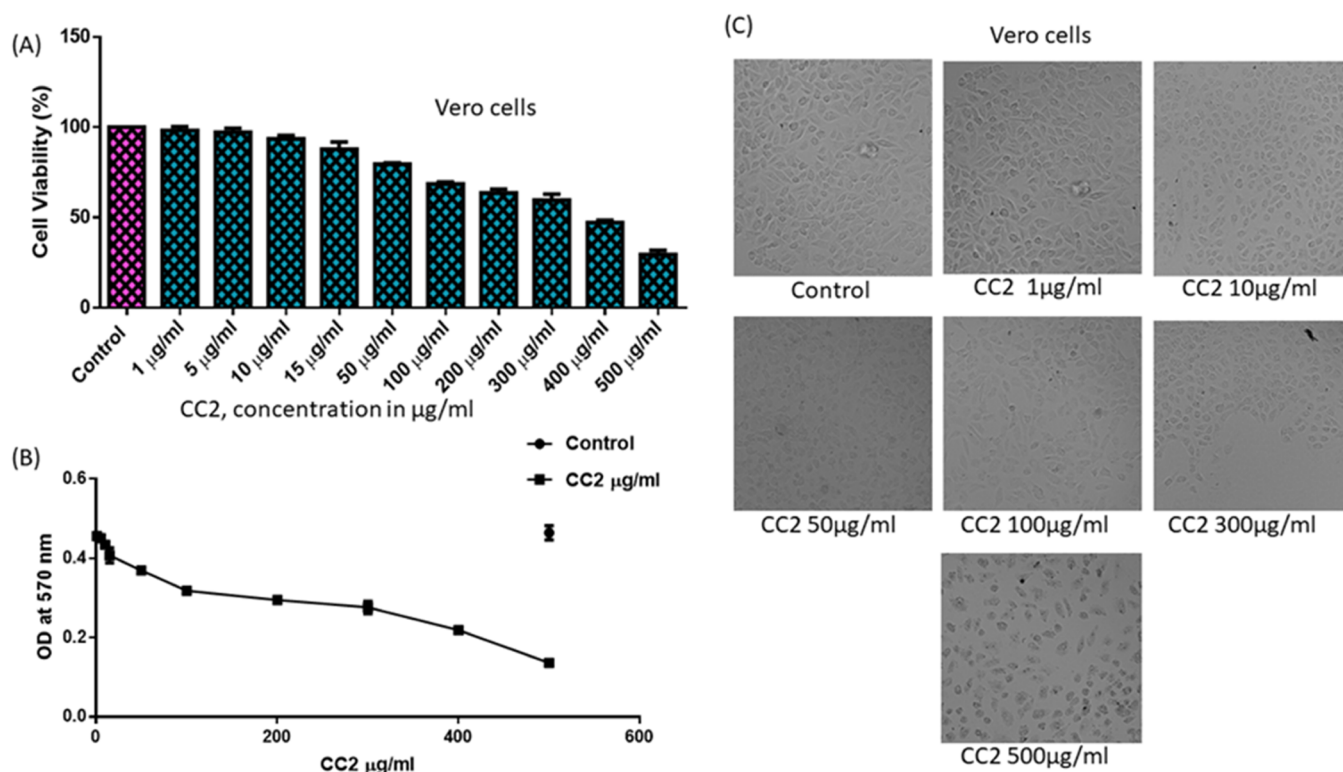 (A)
150
100
50
0
Cell Viability (%)
Vero cells
Control
1 µg/ml
5 µg/ml
10 µg/ml
15 µg/ml
50 µg/ml
100 µg/ml
200 µg/ml
300 µg/ml
400 µg/ml
500 µg/ml
CC2, concentration in µg/ml
(B)
Control
CC2 µg/ml
0.6
0.4
0.2
0.0
OD at 570 nm
0 200 400 600
CC2 µg/ml
(C)
Vero cells
Control
CC2 1µg/ml
CC2 10µg/ml
CC2 50µg/ml
CC2 100µg/ml
CC2 300µg/ml
CC2 500µg/ml